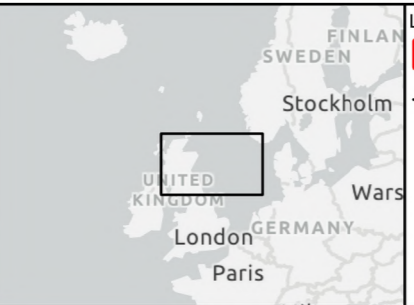 FINLAN
SWEDEN
Stockholm
UNITED
KINGDOM
Wars
London
GERMANY
Paris